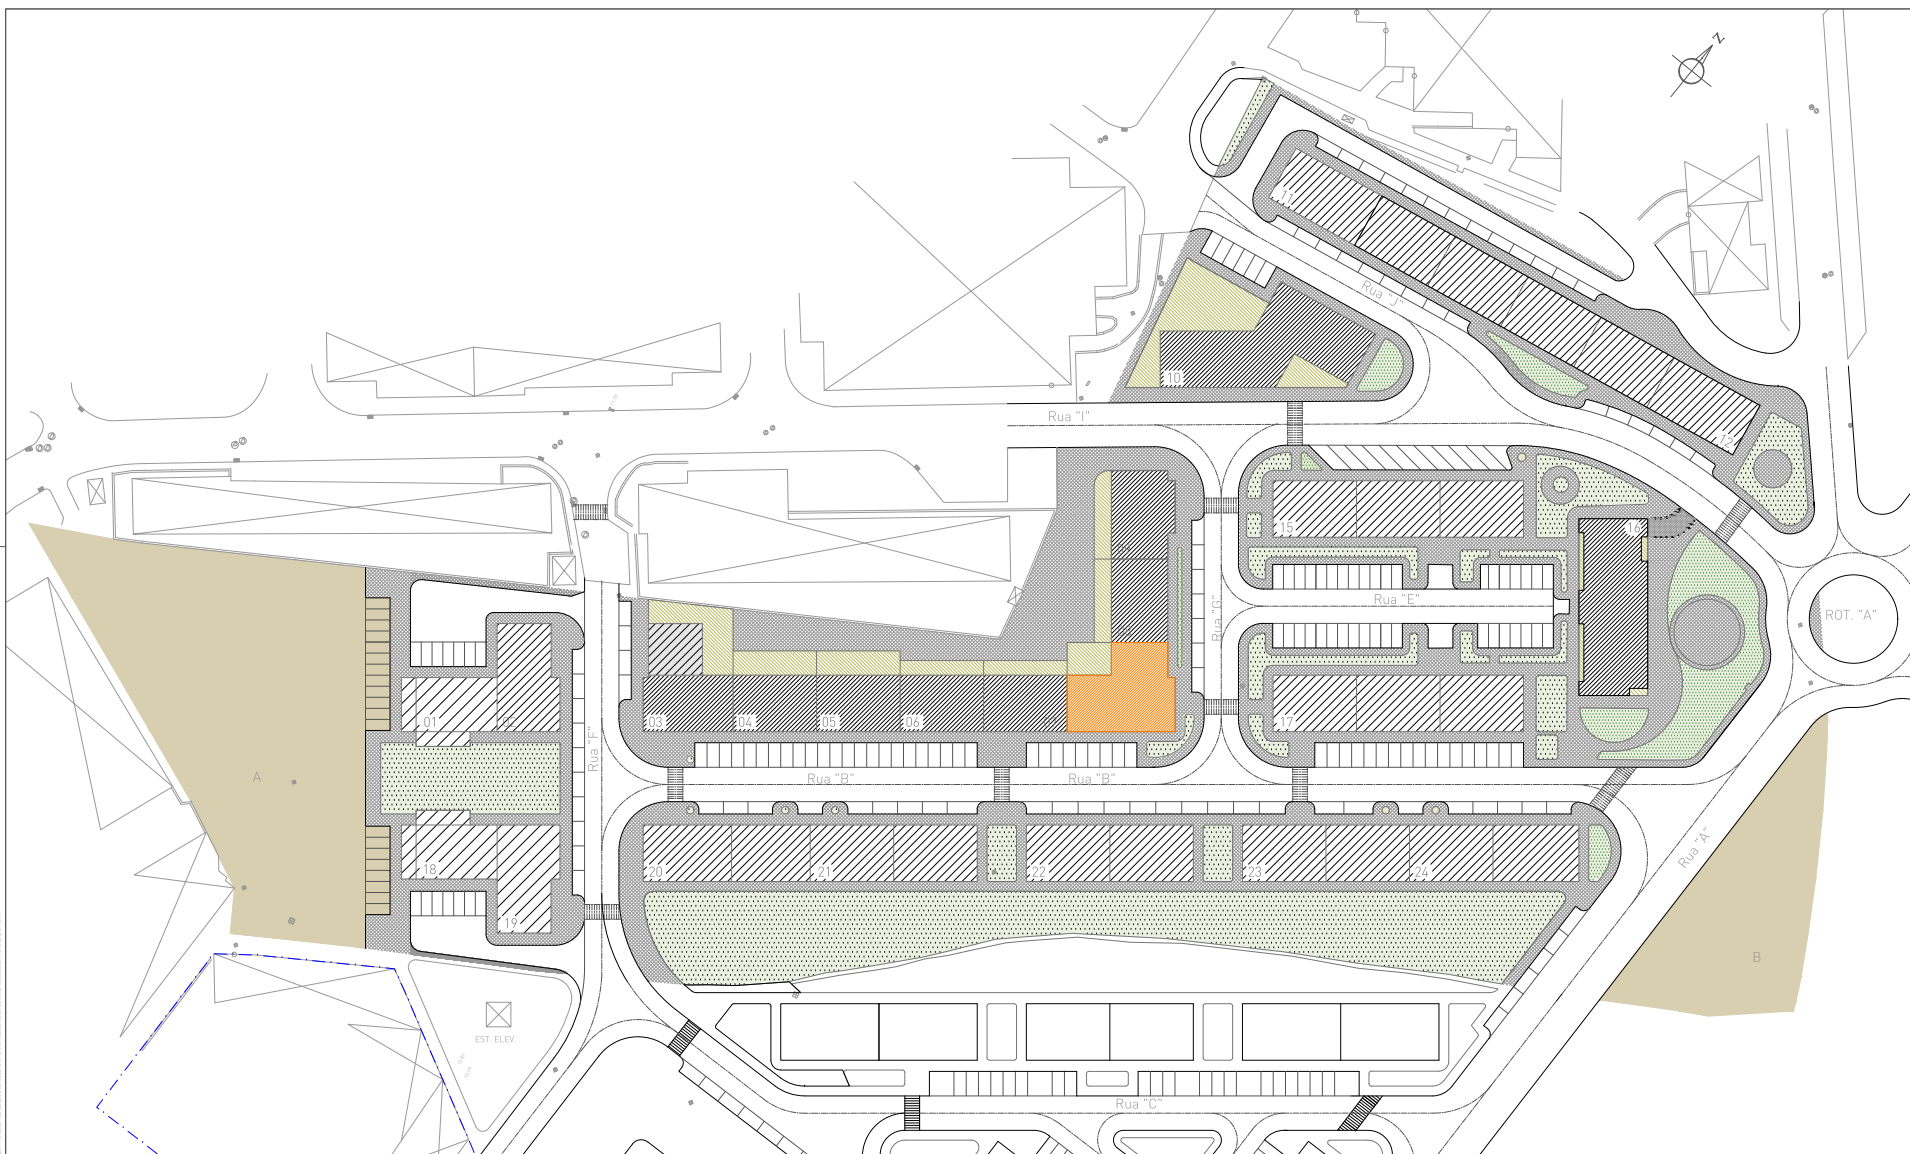 N
11
Rua "J"
10
Rua "I"
12
15
16
Rua "E"
Rua "G"
ROT. "A"
01
02
03
04
05
06
Rua "F"
17
A
Rua "B"
Rua "B"
18
19
20
21
22
23
24
Rua "A"
B
EST. ELEV.
Rua "C"